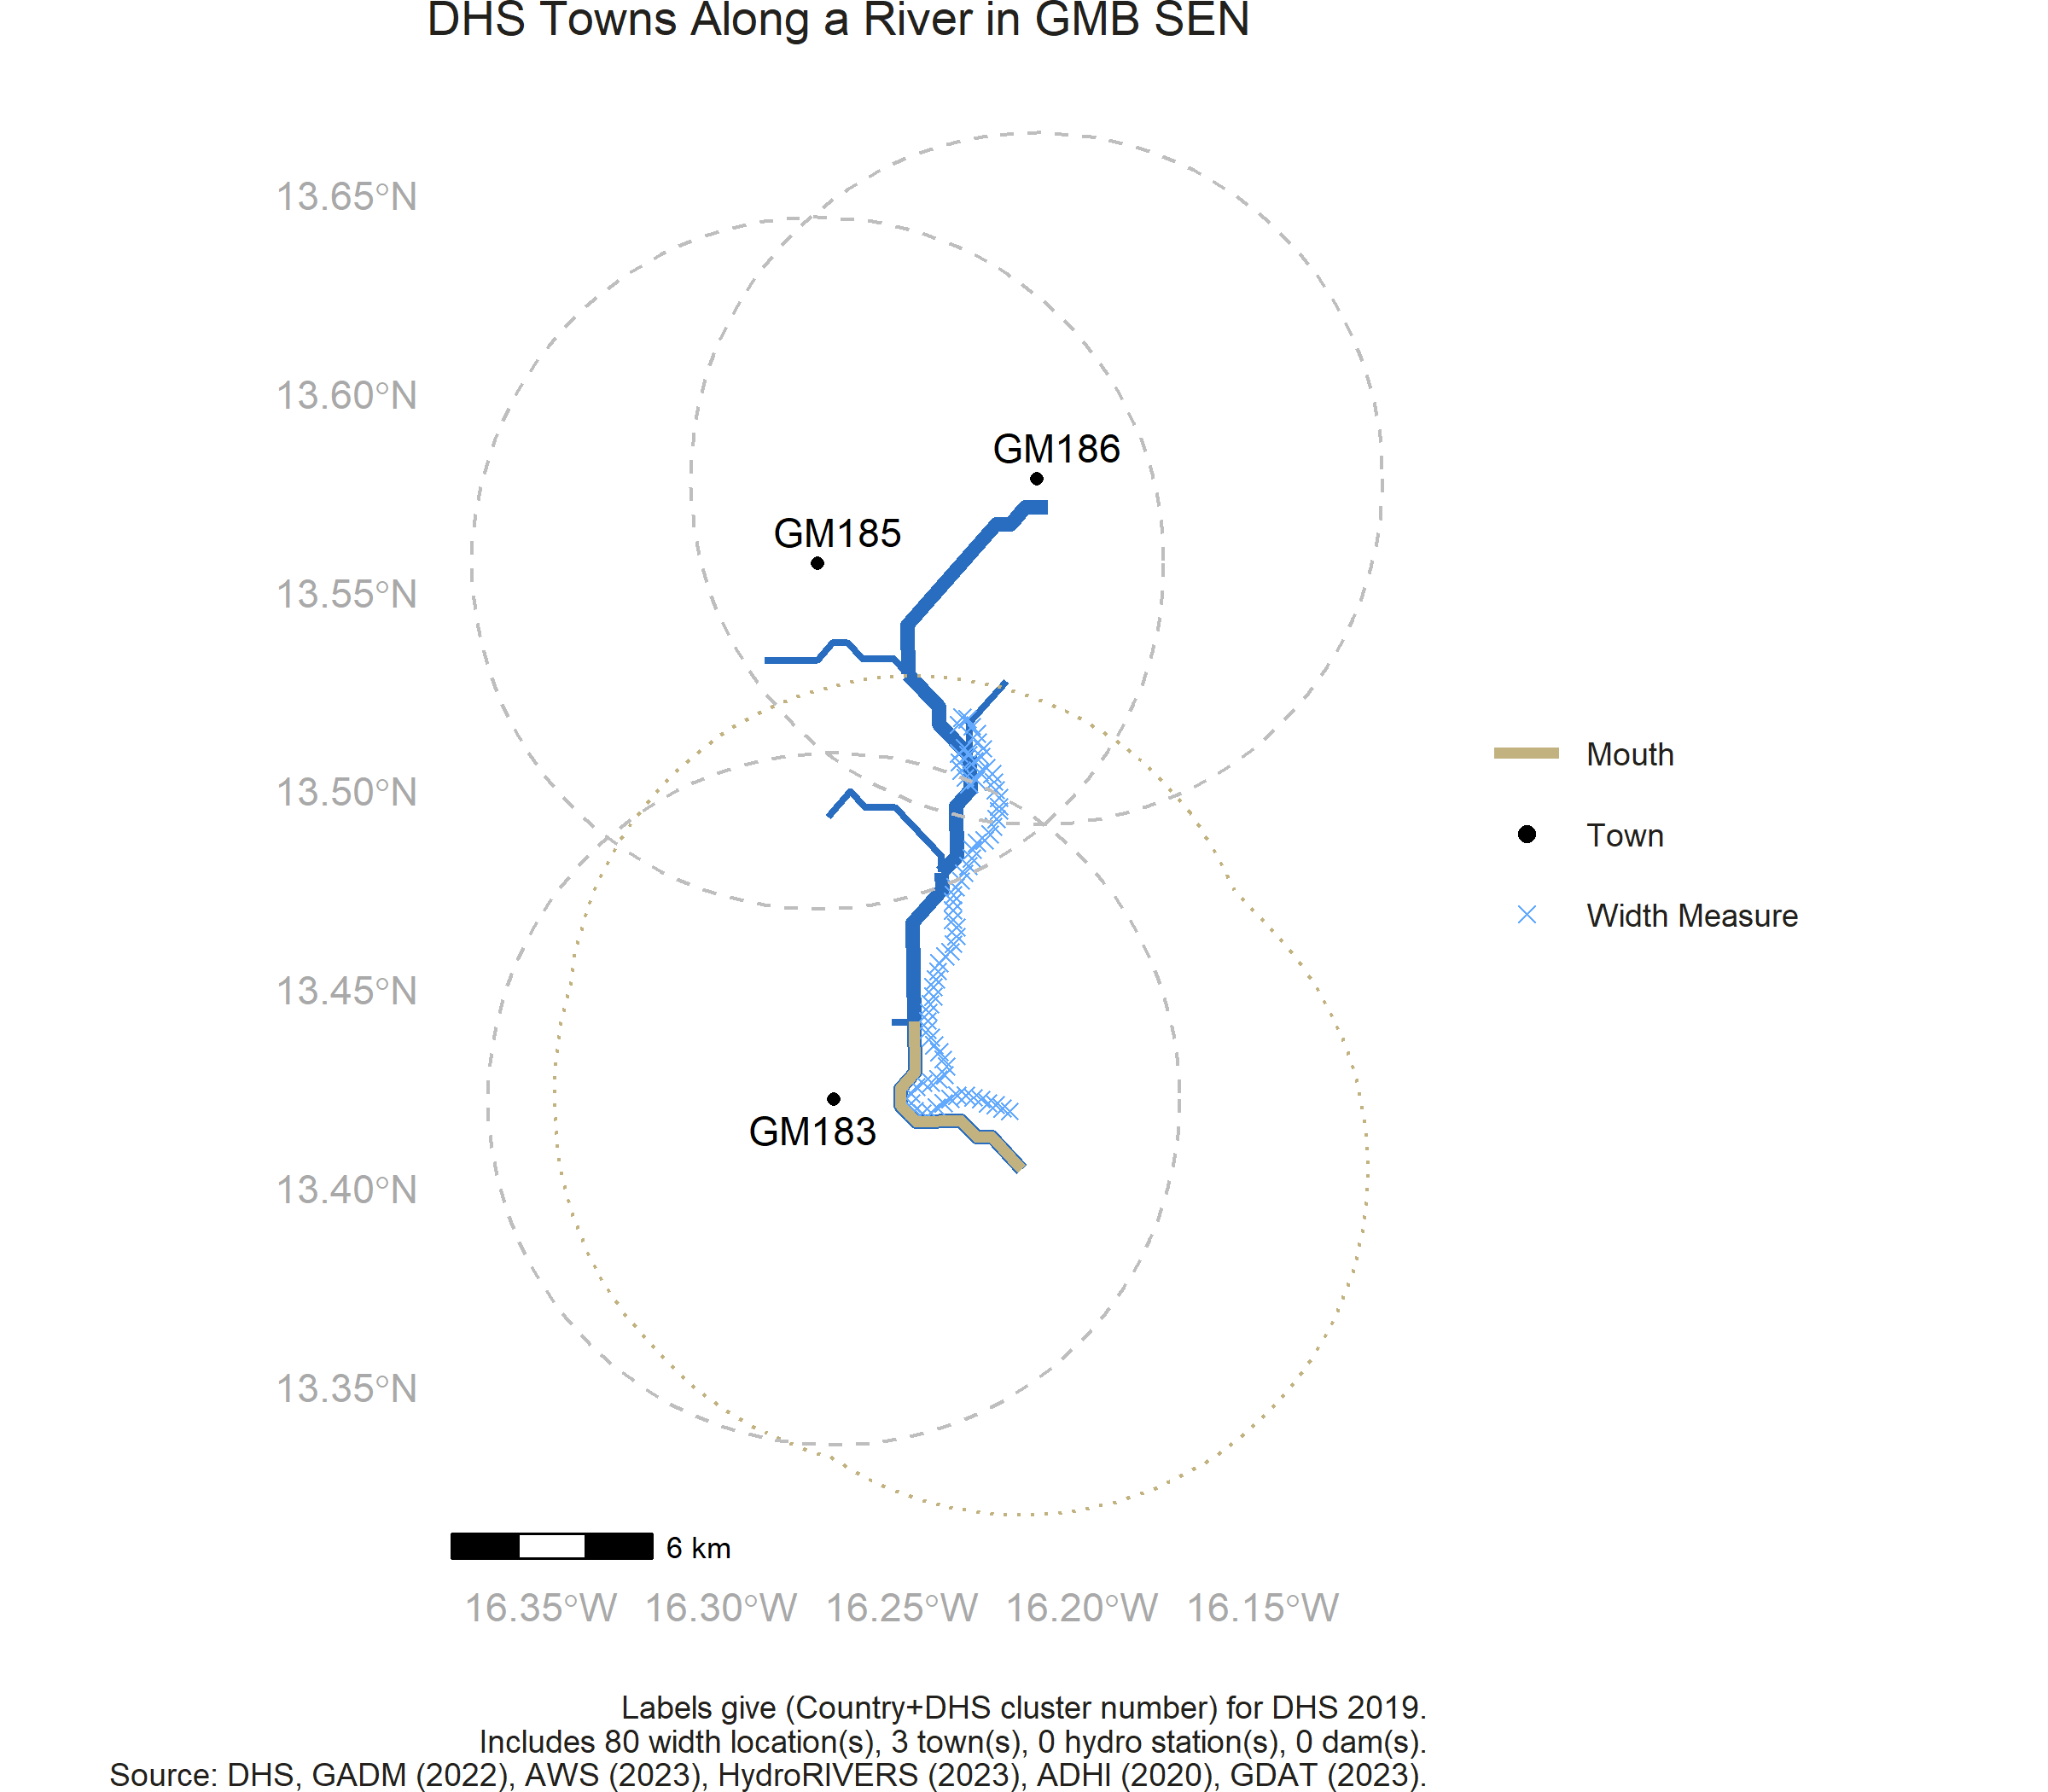 DHS Towns Along a River in GMB SEN
13.65°N
13.60°N
GM186
GM185
13.55°N
Mouth
13.50°N
Town
Width Measure
13.45°N
GM183
13.40°N
13.35°N
6 km
16.35°W 16.30°W 16.25°W 16.20°W 16.15°W
Labels give (Country+DHS cluster number) for DHS 2019.
Includes 80 width location(s), 3 town(s), 0 hydro station(s), 0 dam(s).
Source: DHS, GADM (2022), AWS (2023), HydroRIVERS (2023), ADHI (2020), GDAT (2023).